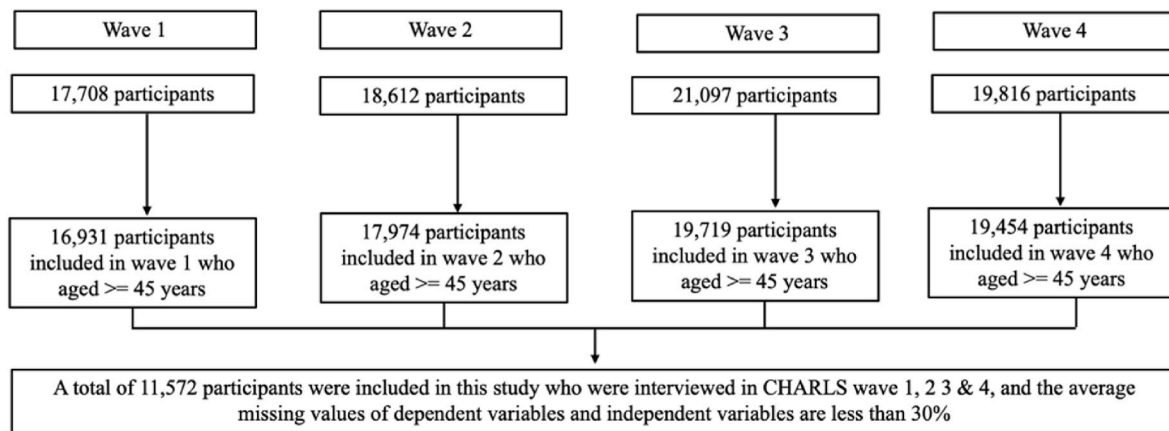 Wave 1
Wave 2
Wave 3
Wave 4
17,708 participants
18,612 participants
21,097 participants
19,816 participants
16,931 participants
included in wave 1 who
aged >= 45 years
17,974 participants
included in wave 2 who
aged >= 45 years
19,719 participants
included in wave 3 who
aged >= 45 years
19,454 participants
included in wave 4 who
aged >= 45 years
A total of 11,572 participants were included in this study who were interviewed in CHARLS wave 1, 2 3 & 4, and the average
missing values of dependent variables and independent variables are less than 30%